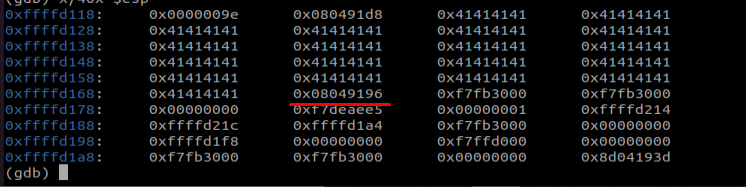 (gdb) x/40x $esp
0xffffd118: 0x0000009e 0x080491d8 0x41414141 0x41414141
0xffffd128: 0x41414141 0x41414141 0x41414141 0x41414141
0xffffd138: 0x41414141 0x41414141 0x41414141 0x41414141
0xffffd148: 0x41414141 0x41414141 0x41414141 0x41414141
0xffffd158: 0x41414141 0x41414141 0x41414141 0x41414141
0xffffd168: 0x41414141 0x08049196 0xf7fb3000 0xf7fb3000
0xffffd178: 0x00000000 0xf7deaee5 0x00000001 0xffffd214
0xffffd188: 0xffffd21c 0xffffd1a4 0xf7fb3000 0x00000000
0xffffd198: 0xffffd1f8 0x00000000 0xf7ffd000 0x00000000
0xffffd1a8: 0xf7fb3000 0xf7fb3000 0x00000000 0x8d04193d
(gdb)